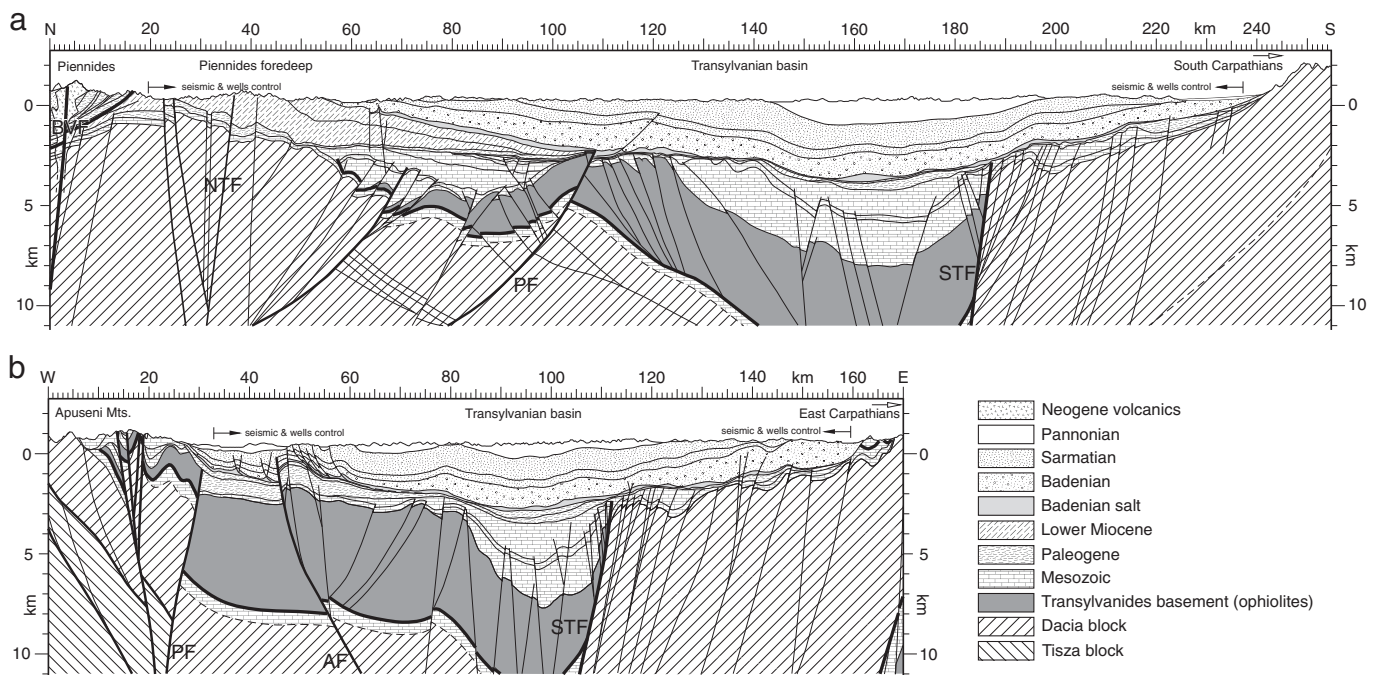 a
N 20 40 60 80 100 120 140 160 180 200 220 km 240 S
Piennides Piennides foredeep Transylvanian basin South Carpathians
seismic & wells control seismic & wells control
0 0
BVF
NTF
5 5
km km
PF STF
10 10
b
W 20 40 60 80 100 120 140 km 160 E
Apuseni Mts. Transylvanian basin East Carpathians
seismic & wells control seismic & wells control
0 0
5 5
km km
STF
PF AF
10 10
Neogene volcanics
Pannonian
Sarmatian
Badenian
Badenian salt
Lower Miocene
Paleogene
Mesozoic
Transylvanides basement (ophiolites)
Dacia block
Tisza block